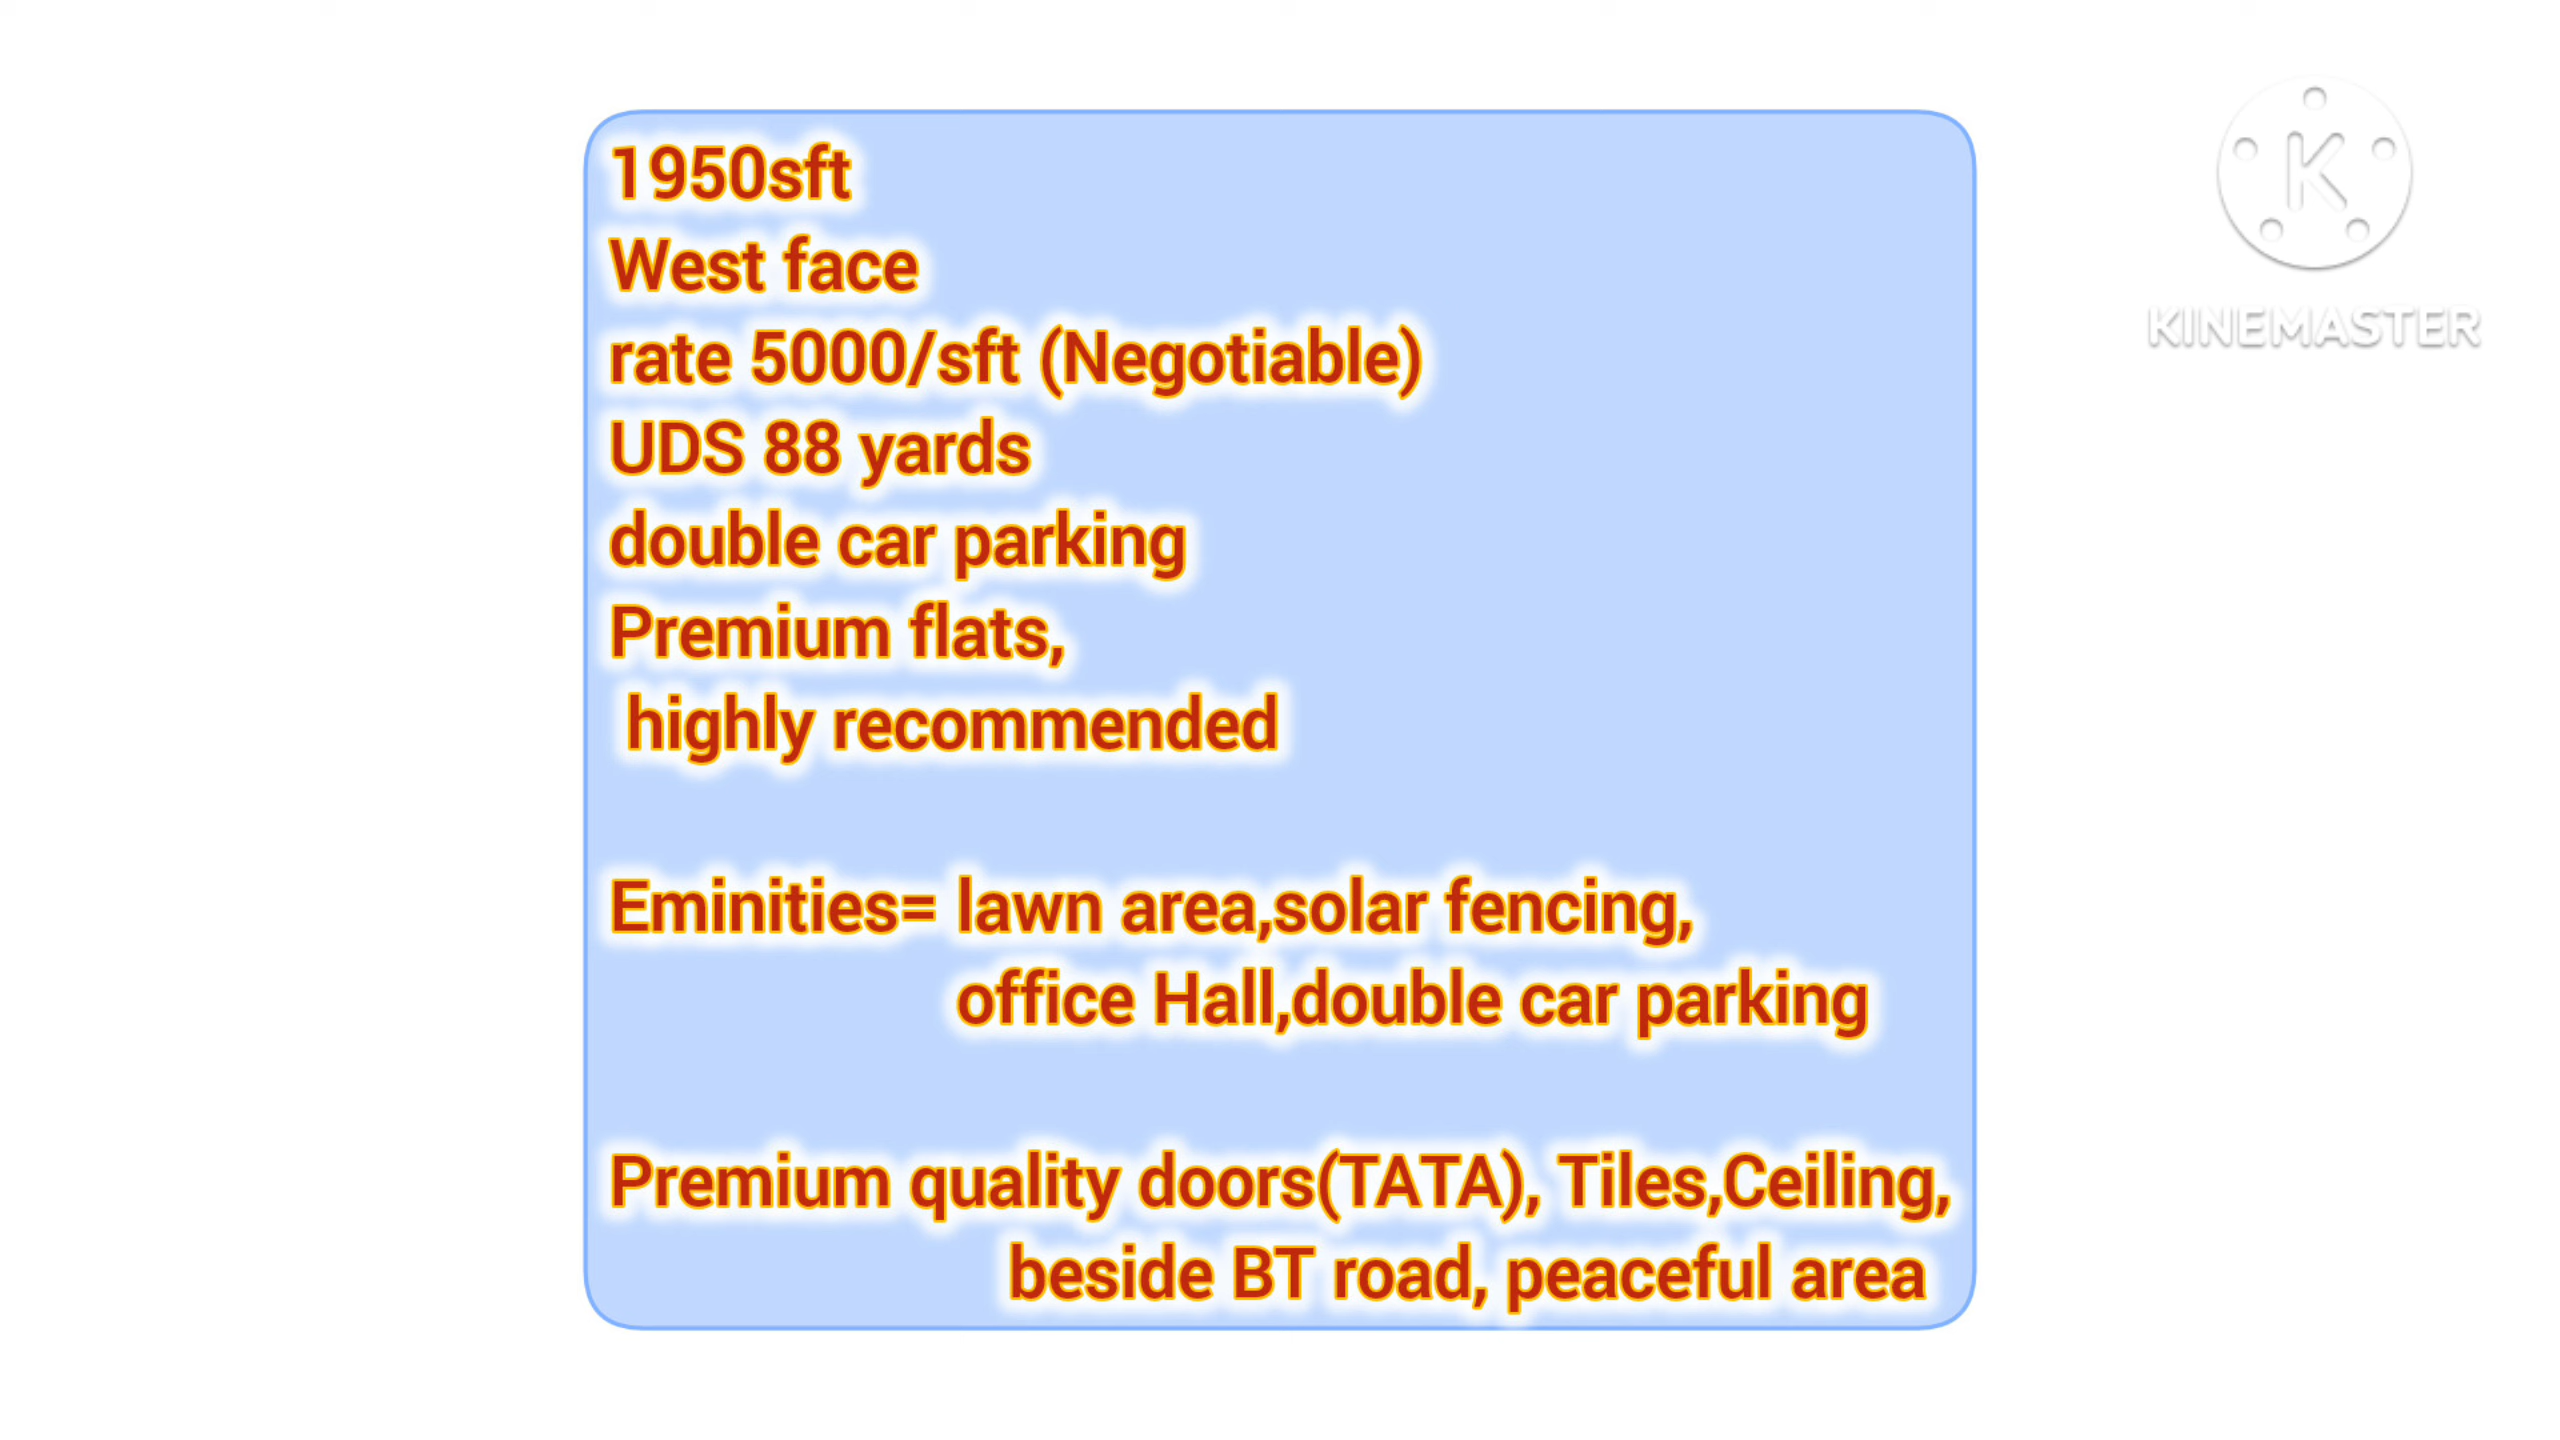 1950sft
West face
rate 5000/sft (Negotiable)
UDS 88 yards
double car parking
Premium flats,
highly recommended
Eminities= lawn area,solar fencing,
office Hall,double car parking
Premium quality doors(TATA), Tiles,Ceiling,
beside BT road, peaceful area
K
KINEMASTER